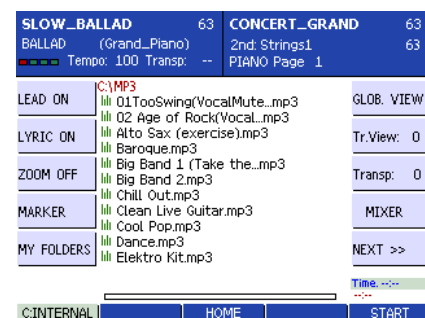 SLOW_BALLAD 63
BALLAD (Grand_Piano)
Tempo: 100 Transp: --
CONCERT_GRAND 63
2nd: Strings1 63
PIANO Page 1
LEAD ON
LYRIC ON
ZOOM OFF
MARKER
MY FOLDERS
C:\MP3
01TooSwing(VocalMute...mp3
02 Age of Rock(Vocal...mp3
Alto Sax (exercise).mp3
Baroque.mp3
Big Band 1 (Take the...mp3
Big Band 2.mp3
Chill Out.mp3
Clean Live Guitar.mp3
Cool Pop.mp3
Dance.mp3
Elektro Kit.mp3
GLOB. VIEW
Tr.View: 0
Transp: 0
MIXER
NEXT >>
Time. --:--
--:--
C:INTERNAL HOME START